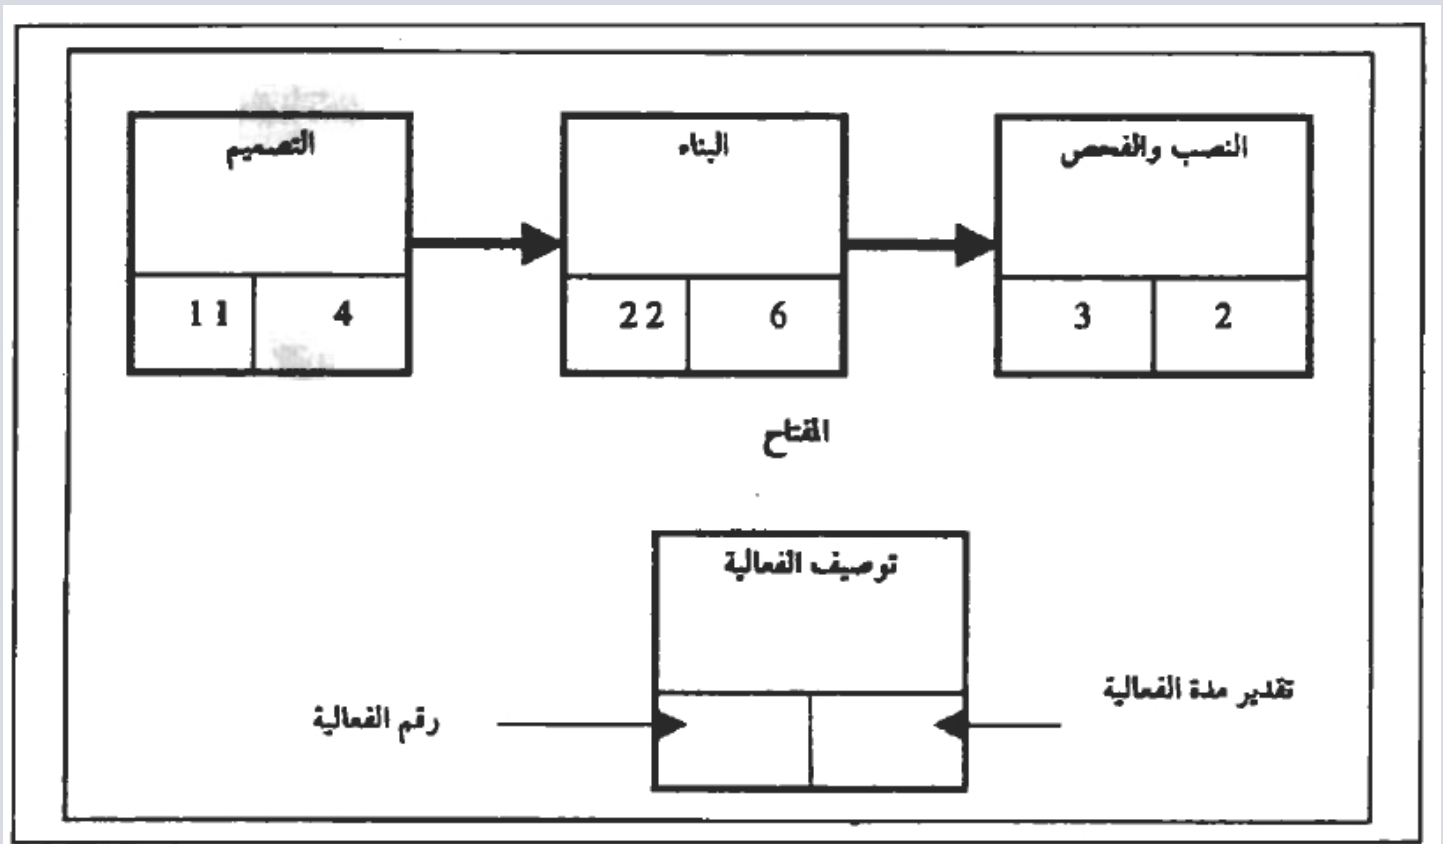 التصميم
البناء
النصب والفحص
11 4
22 6
3 2
المفتاح
توصيف الفعالية
تقدير مدة الفعالية
رقم الفعالية